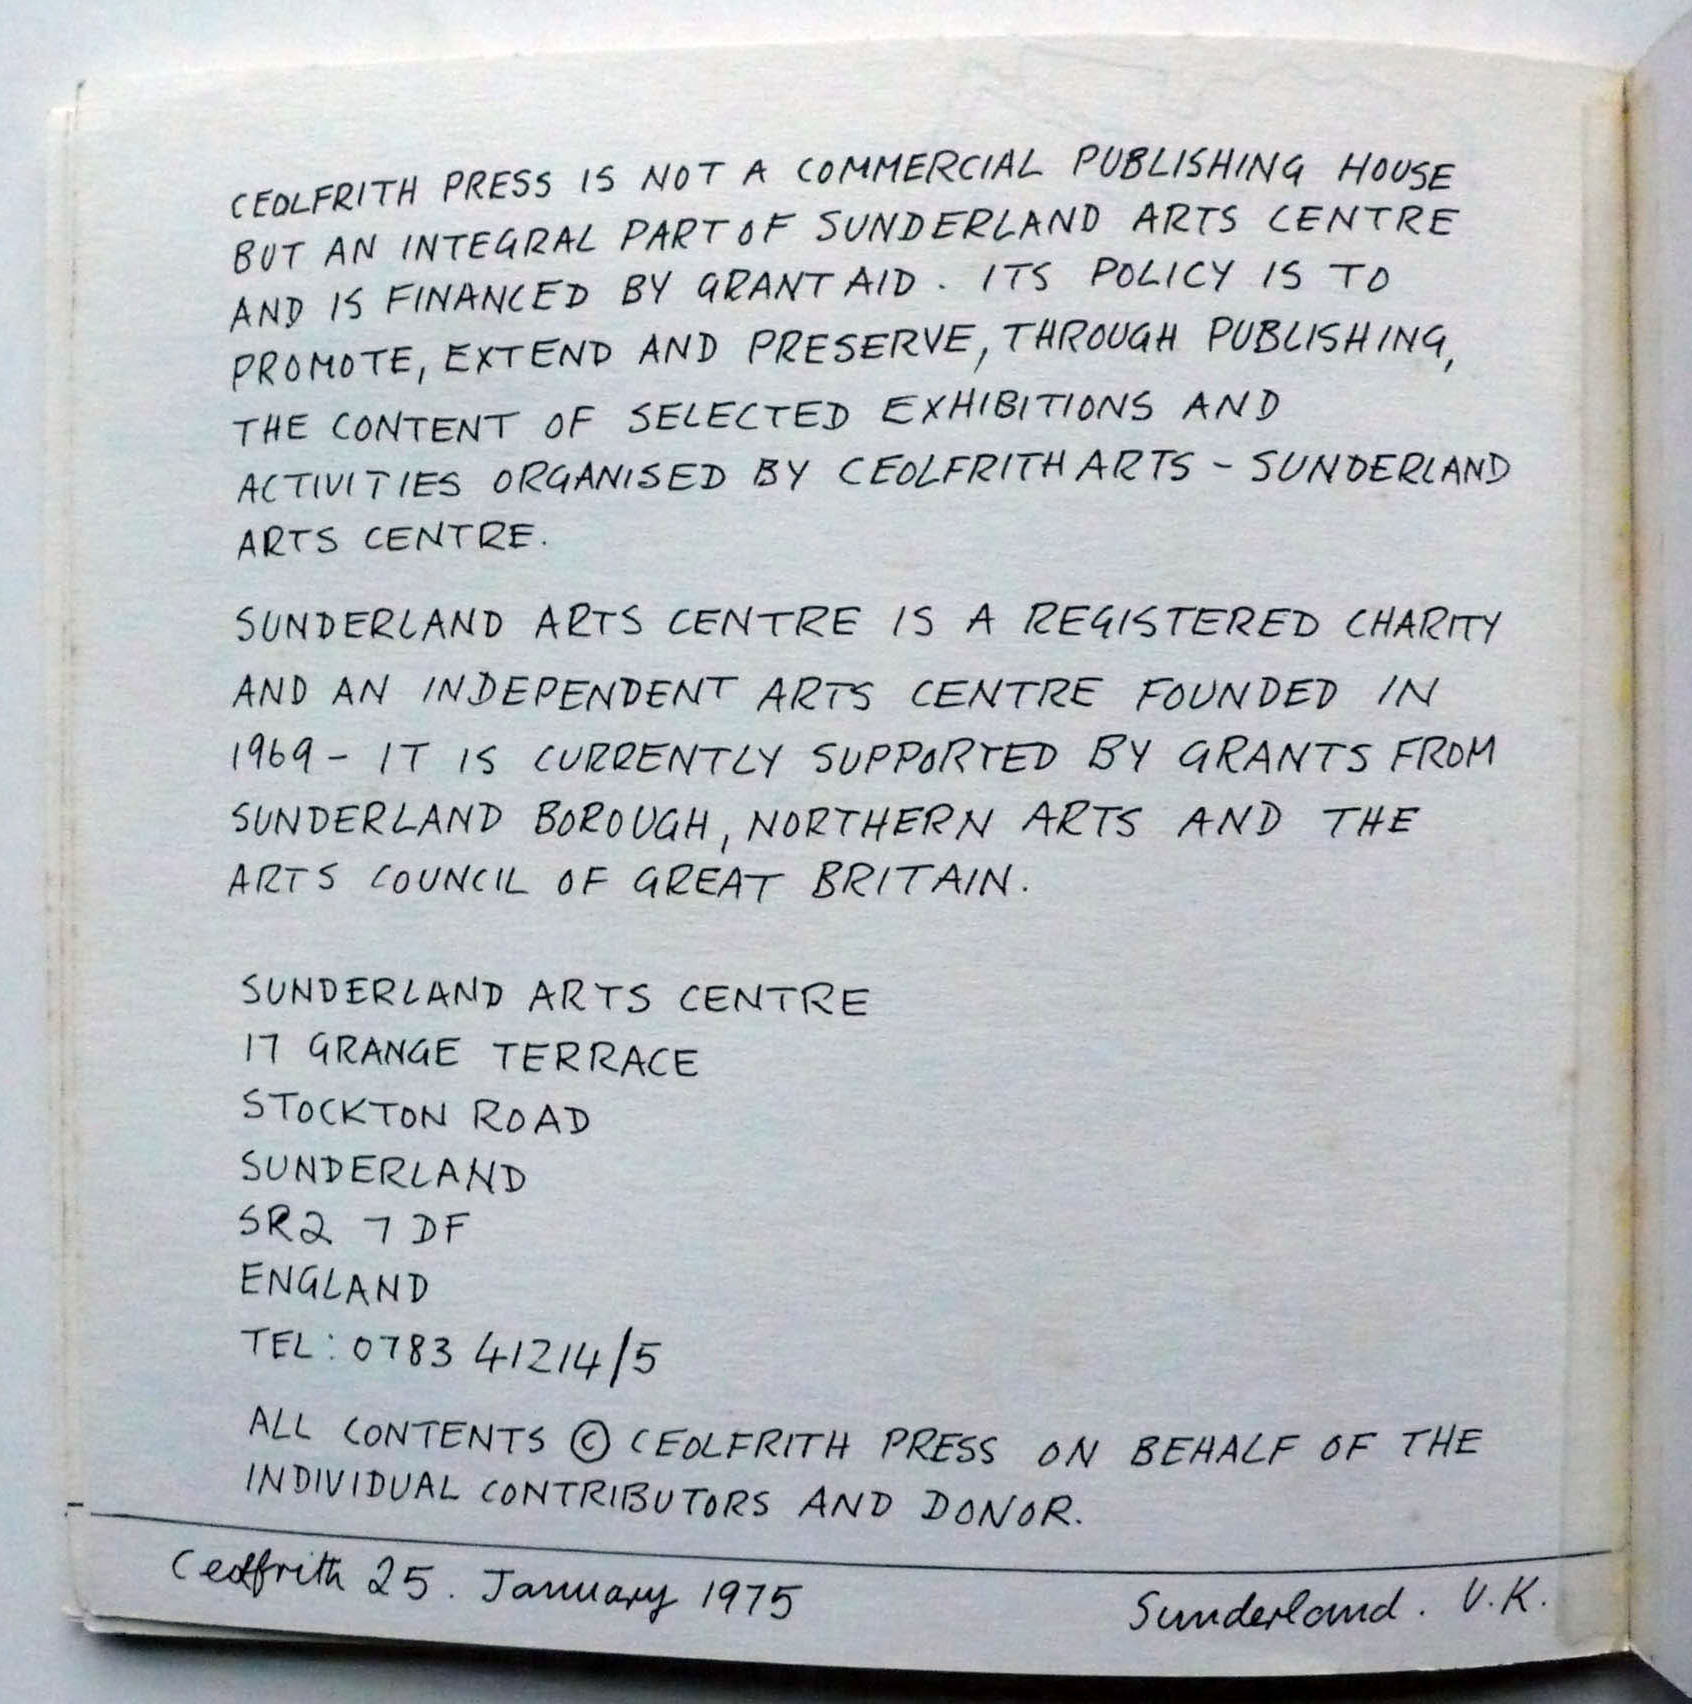 CEOLFRITH PRESS IS NOT A COMMERCIAL PUBLISHING HOUSE
BUT AN INTEGRAL PART OF SUNDERLAND ARTS CENTRE
AND IS FINANCED BY GRANT AID. ITS POLICY IS TO
PROMOTE, EXTEND AND PRESERVE, THROUGH PUBLISHING,
THE CONTENT OF SELECTED EXHIBITIONS AND
ACTIVITIES ORGANISED BY CEOLFRITH ARTS - SUNDERLAND
ARTS CENTRE.
SUNDERLAND ARTS CENTRE IS A REGISTERED CHARITY
AND AN INDEPENDENT ARTS CENTRE FOUNDED IN
1969 - IT IS CURRENTLY SUPPORTED BY GRANTS FROM
SUNDERLAND BOROUGH, NORTHERN ARTS AND THE
ARTS COUNCIL OF GREAT BRITAIN.
SUNDERLAND ARTS CENTRE
17 GRANGE TERRACE
STOCKTON ROAD
SUNDERLAND
SR2 7DF
ENGLAND
TEL: 0783 41214/5
ALL CONTENTS © CEOLFRITH PRESS ON BEHALF OF THE
INDIVIDUAL CONTRIBUTORS AND DONOR.
Ceolfrith 25. January 1975 Sunderland. U.K.